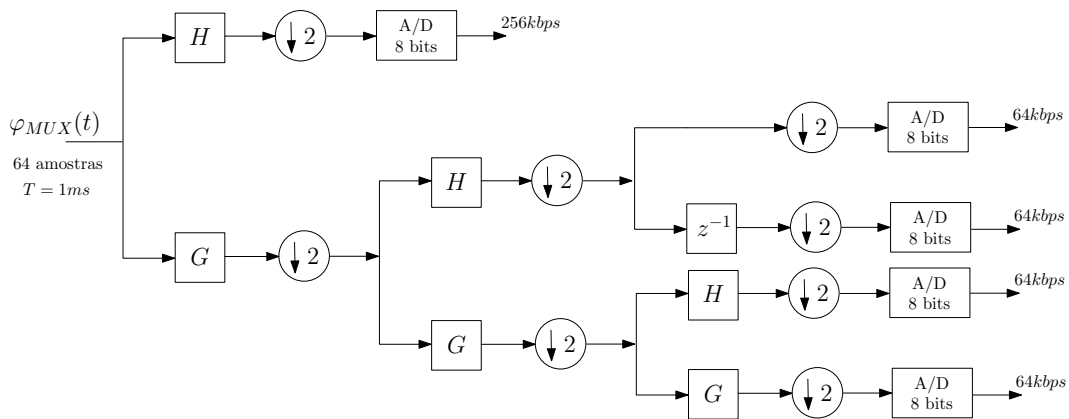 H
2
A/D
8 bits
256kbps
φ_MUX(t)
64 amostras
T = 1ms
2
A/D
8 bits
64kbps
H
2
z⁻¹
2
A/D
8 bits
64kbps
G
2
H
2
A/D
8 bits
64kbps
G
2
G
2
A/D
8 bits
64kbps